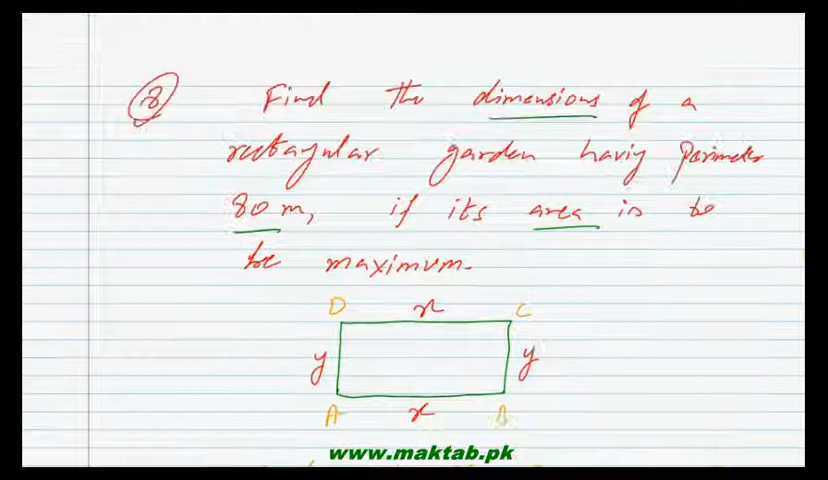 8 Find the dimensions of a
rectangular garden having Perimeter
80 m, if its area is to
be maximum.
D x C
y y
A x B
www.maktab.pk